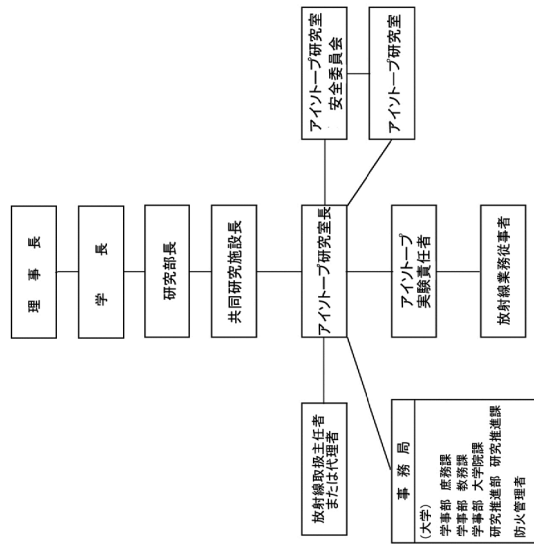 理事長
学長
研究部長
共同研究施設長
アイソトープ研究室長
アイソトープ
実験責任者
放射線業務従事者
アイソトープ研究室
安全委員会
アイソトープ研究室
放射線取扱主任者
または代理者
事務局
(大学)
学事部 庶務課
学事部 教務課
学事部 大学院課
研究推進部 研究推進課
防火管理者